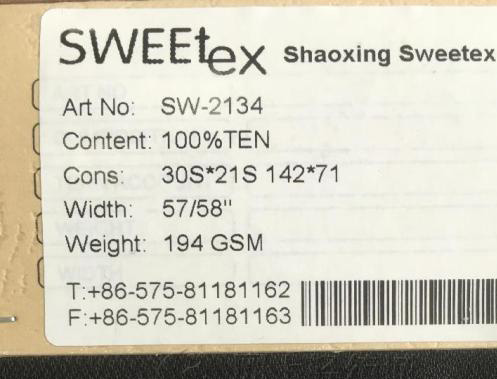 SWEEtex Shaoxing Sweetex
Art No: SW-2134
Content: 100%TEN
Cons: 30S*21S 142*71
Width: 57/58"
Weight: 194 GSM
T:+86-575-81181162
F:+86-575-81181163